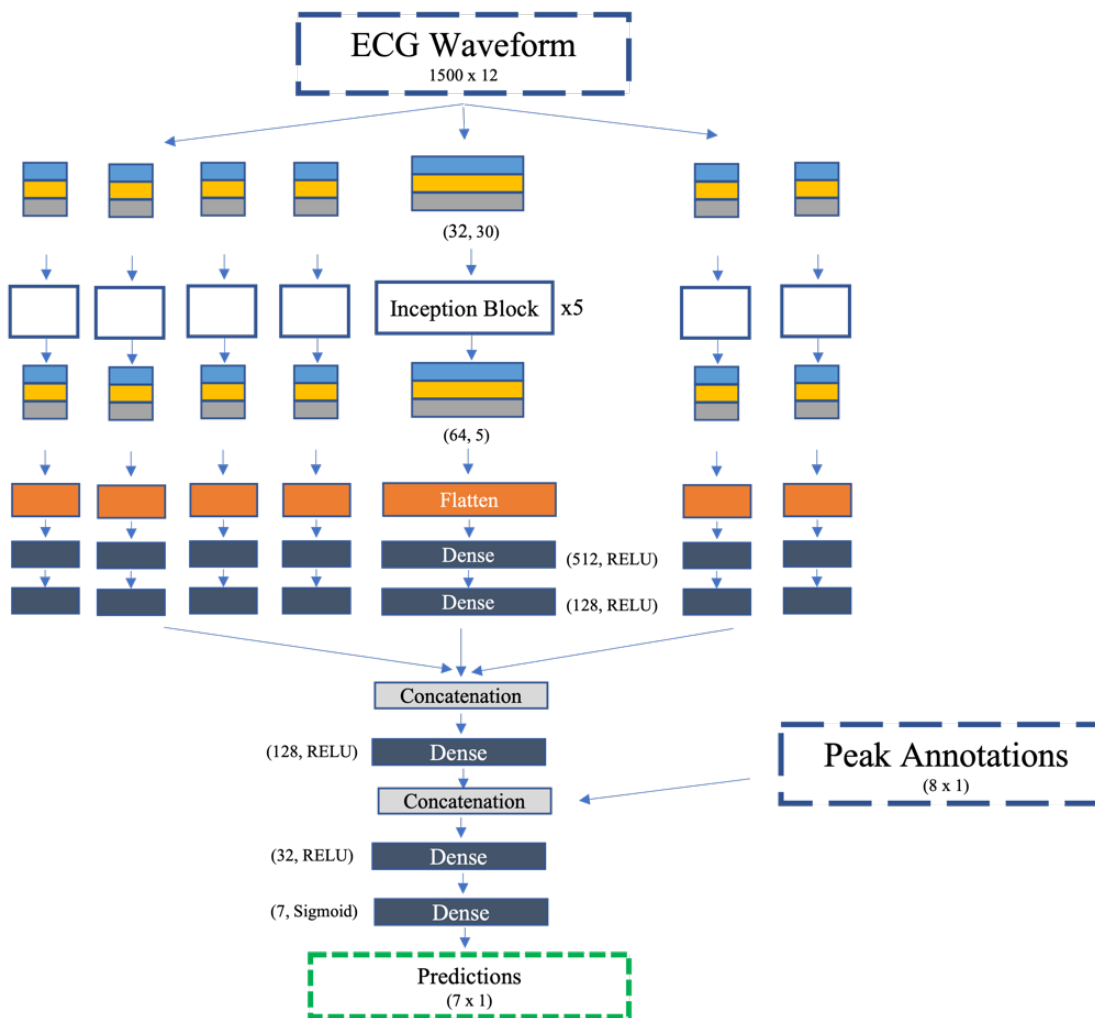 ECG Waveform
1500 x 12
(32, 30)
Inception Block x5
(64, 5)
Flatten
Dense (512, RELU)
Dense (128, RELU)
Concatenation
(128, RELU) Dense
Peak Annotations
(8 x 1)
Concatenation
(32, RELU) Dense
(7, Sigmoid) Dense
Predictions
(7 x 1)